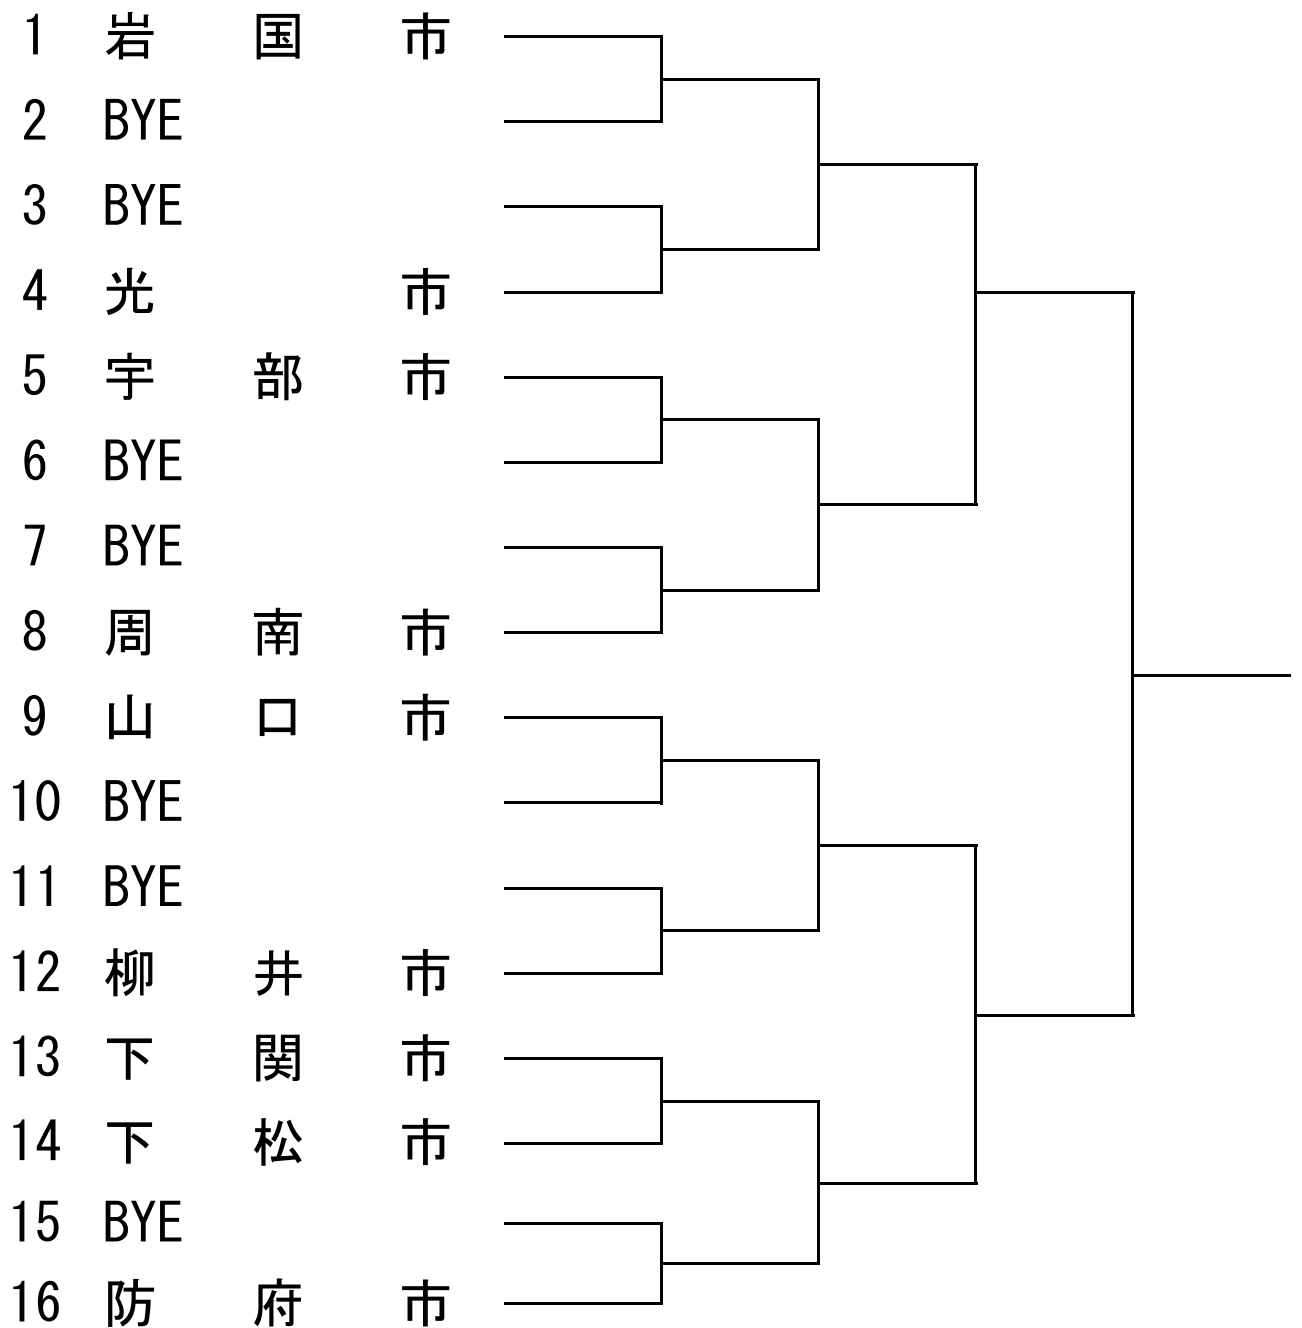 1 岩国市
2 BYE
3 BYE
4 光市
5 宇部市
6 BYE
7 BYE
8 周南市
9 山口市
10 BYE
11 BYE
12 柳井市
13 下関市
14 下松市
15 BYE
16 防府市